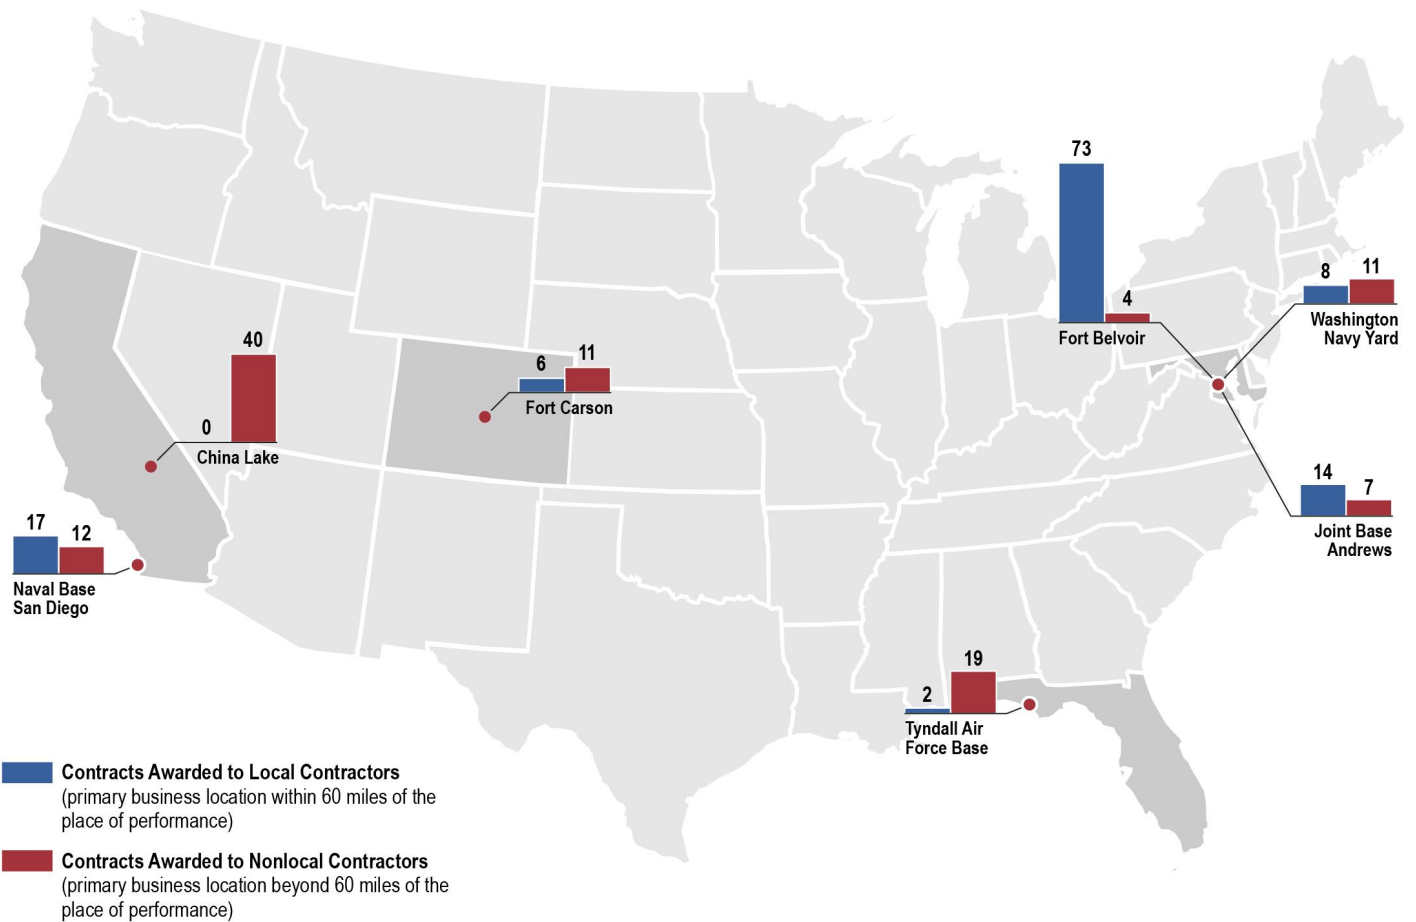 73
4
Fort Belvoir
8
11
Washington
Navy Yard
40
0
China Lake
6
11
Fort Carson
14
7
Joint Base
Andrews
17
12
Naval Base
San Diego
2
19
Tyndall Air
Force Base
Contracts Awarded to Local Contractors
(primary business location within 60 miles of the
place of performance)
Contracts Awarded to Nonlocal Contractors
(primary business location beyond 60 miles of the
place of performance)